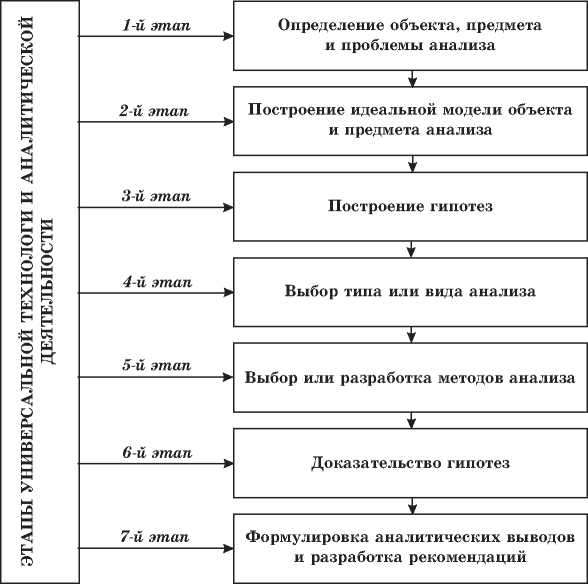 ЭТАПЫ УНИВЕРСАЛЬНОЙ ТЕХНОЛОГИ И АНАЛИТИЧЕСКОЙ
ДЕЯТЕЛЬНОСТИ
1-й этап
Определение объекта, предмета
и проблемы анализа
2-й этап
Построение идеальной модели объекта
и предмета анализа
3-й этап
Построение гипотез
4-й этап
Выбор типа или вида анализа
5-й этап
Выбор или разработка методов анализа
6-й этап
Доказательство гипотез
7-й этап
Формулировка аналитических выводов
и разработка рекомендаций